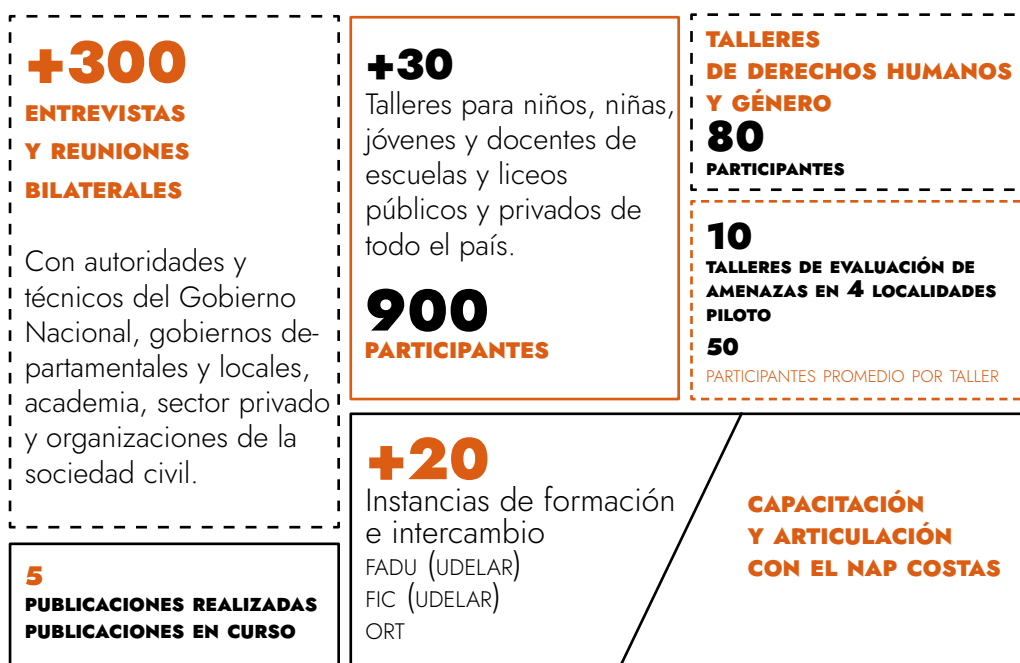 +300
ENTREVISTAS
Y REUNIONES
BILATERALES
Con autoridades y
técnicos del Gobierno
Nacional, gobiernos de-
partamentales y locales,
academia, sector privado
y organizaciones de la
sociedad civil.
5
PUBLICACIONES REALIZADAS
PUBLICACIONES EN CURSO
+30
Talleres para niños, niñas,
jóvenes y docentes de
escuelas y liceos
públicos y privados de
todo el país.
900
PARTICIPANTES
+20
Instancias de formación
e intercambio
FADU (UDELAR)
FIC (UDELAR)
ORT
TALLERES
DE DERECHOS HUMANOS
Y GÉNERO
80
PARTICIPANTES
10
TALLERES DE EVALUACIÓN DE
AMENAZAS EN 4 LOCALIDADES
PILOTO
50
PARTICIPANTES PROMEDIO POR TALLER
CAPACITACIÓN
Y ARTICULACIÓN
CON EL NAP COSTAS